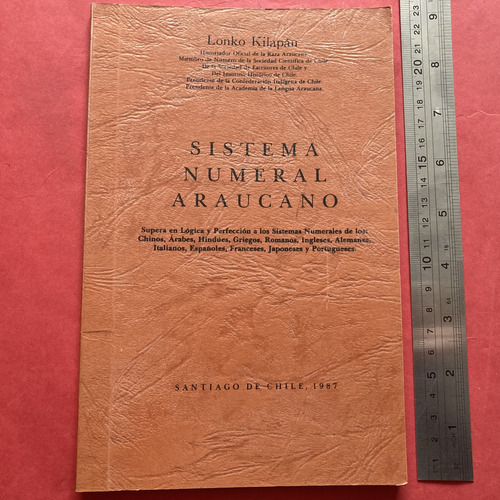 Lonko Kilapán
Historiador Oficial de la Raza Araucana
Miembro de Número de la Sociedad Científica de Chile
De la Sociedad de Escritores de Chile y
Del Instituto Histórico de Chile
Presidente de la Confederación Indígena de Chile
Presidente de la Academia de la Lengua Araucana
SISTEMA
NUMERAL
ARAUCANO
Supera en Lógica y Perfección a los Sistemas Numerales de los:
Chinos, Árabes, Hindúes, Griegos, Romanos, Ingleses, Alemanes,
Italianos, Españoles, Franceses, Japoneses y Portugueses.
SANTIAGO DE CHILE, 1987